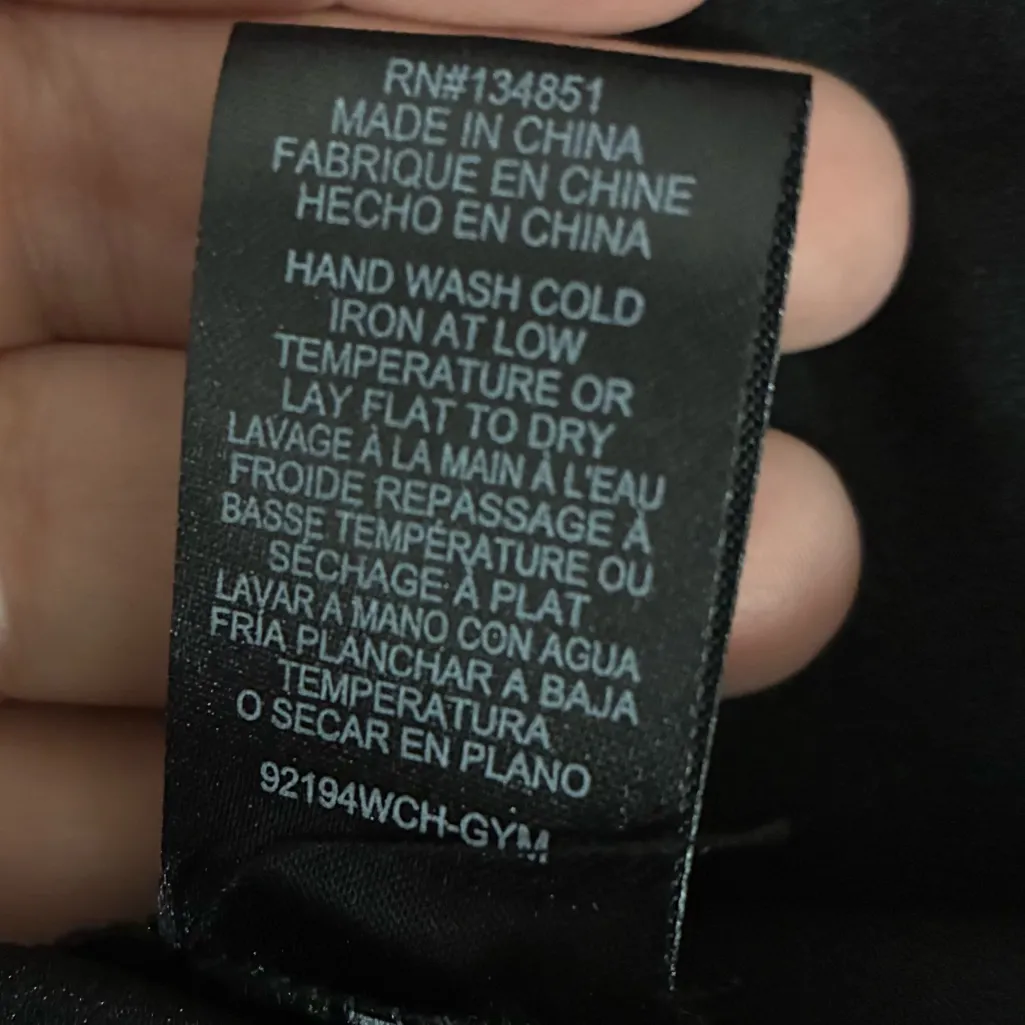 RN#134851
MADE IN CHINA
FABRIQUE EN CHINE
HECHO EN CHINA
HAND WASH COLD
IRON AT LOW
TEMPERATURE OR
LAY FLAT TO DRY
LAVAGE À LA MAIN À L'EAU
FROIDE REPASSAGE À
BASSE TEMPÉRATURE OU
SÉCHAGE À PLAT
LAVAR A MANO CON AGUA
FRÍA PLANCHAR A BAJA
TEMPERATURA
O SECAR EN PLANO
92194WCH-GYM